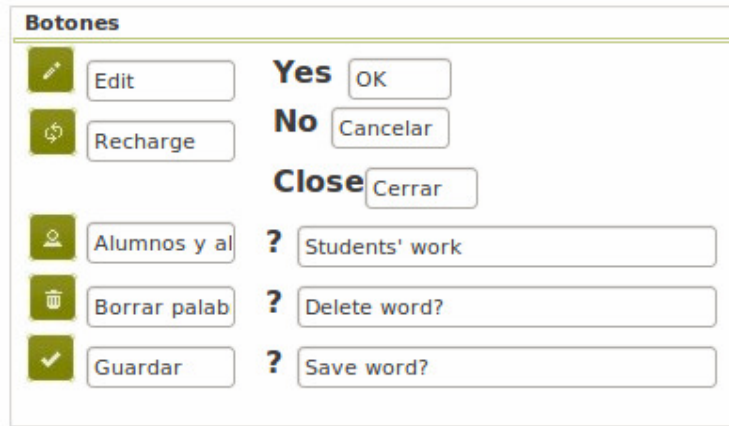 Botones
Edit Yes OK
Recharge No Cancelar
Close Cerrar
Alumnos y al ? Students' work
Borrar palab ? Delete word?
Guardar ? Save word?